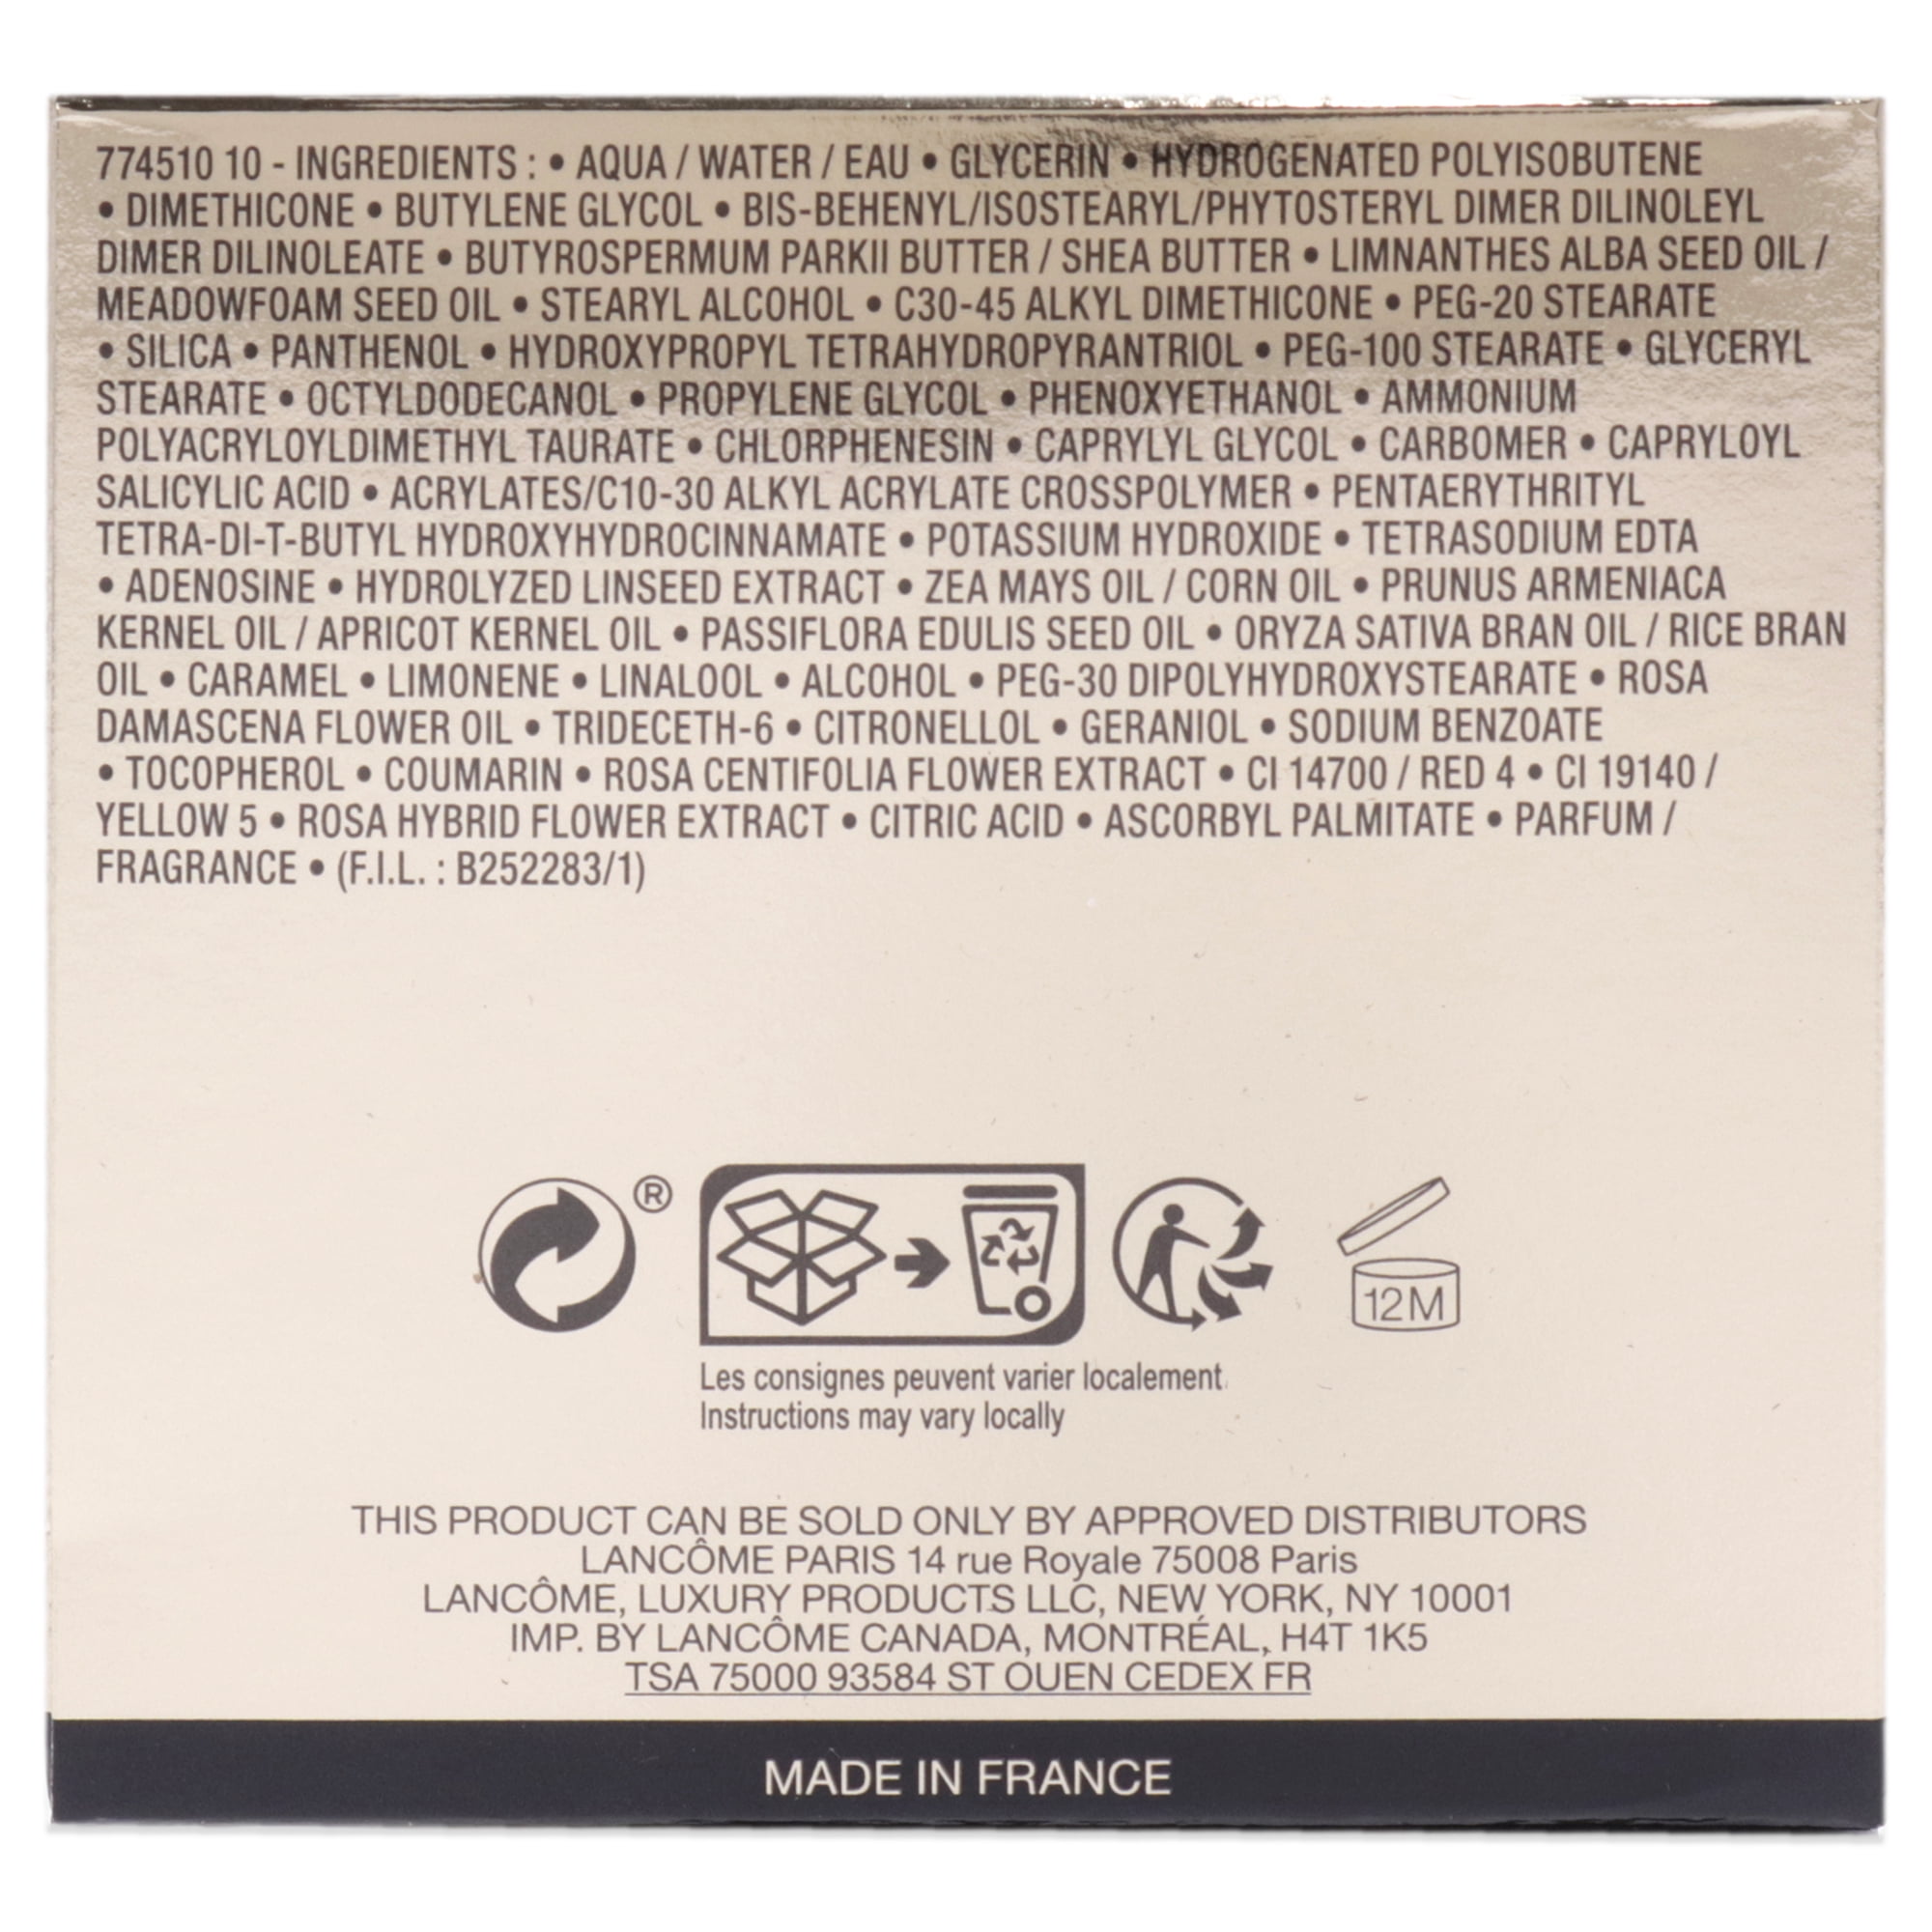 774510 10 - INGREDIENTS : • AQUA / WATER / EAU • GLYCERIN • HYDROGENATED POLYISOBUTENE
• DIMETHICONE • BUTYLENE GLYCOL • BIS-BEHENYL/ISOSTEARYL/PHYTOSTERYL DIMER DILINOLEYL
DIMER DILINOLEATE • BUTYROSPERMUM PARKII BUTTER / SHEA BUTTER • LIMNANTHES ALBA SEED OIL /
MEADOWFOAM SEED OIL • STEARYL ALCOHOL • C30-45 ALKYL DIMETHICONE • PEG-20 STEARATE
• SILICA • PANTHENOL • HYDROXYPROPYL TETRAHYDROPYRANTRIOL • PEG-100 STEARATE • GLYCERYL
STEARATE • OCTYLDODECANOL • PROPYLENE GLYCOL • PHENOXYETHANOL • AMMONIUM
POLYACRYLOYLDIMETHYL TAURATE • CHLORPHENESIN • CAPRYLYL GLYCOL • CARBOMER • CAPRYLOYL
SALICYLIC ACID • ACRYLATES/C10-30 ALKYL ACRYLATE CROSSPOLYMER • PENTAERYTHRITYL
TETRA-DI-T-BUTYL HYDROXYHYDROCINNAMATE • POTASSIUM HYDROXIDE • TETRASODIUM EDTA
• ADENOSINE • HYDROLYZED LINSEED EXTRACT • ZEA MAYS OIL / CORN OIL • PRUNUS ARMENIACA
KERNEL OIL / APRICOT KERNEL OIL • PASSIFLORA EDULIS SEED OIL • ORYZA SATIVA BRAN OIL / RICE BRAN
OIL • CARAMEL • LIMONENE • LINALOOL • ALCOHOL • PEG-30 DIPOLYHYDROXYSTEARATE • ROSA
DAMASCENA FLOWER OIL • TRIDECETH-6 • CITRONELLOL • GERANIOL • SODIUM BENZOATE
• TOCOPHEROL • COUMARIN • ROSA CENTIFOLIA FLOWER EXTRACT • CI 14700 / RED 4 • CI 19140 /
YELLOW 5 • ROSA HYBRID FLOWER EXTRACT • CITRIC ACID • ASCORBYL PALMITATE • PARFUM /
FRAGRANCE • (F.I.L. : B252283/1)
®
12M
Les consignes peuvent varier localement.
Instructions may vary locally
THIS PRODUCT CAN BE SOLD ONLY BY APPROVED DISTRIBUTORS
LANCÔME PARIS 14 rue Royale 75008 Paris
LANCÔME, LUXURY PRODUCTS LLC, NEW YORK, NY 10001
IMP. BY LANCÔME CANADA, MONTRÉAL, H4T 1K5
TSA 75000 93584 ST OUEN CEDEX FR
MADE IN FRANCE